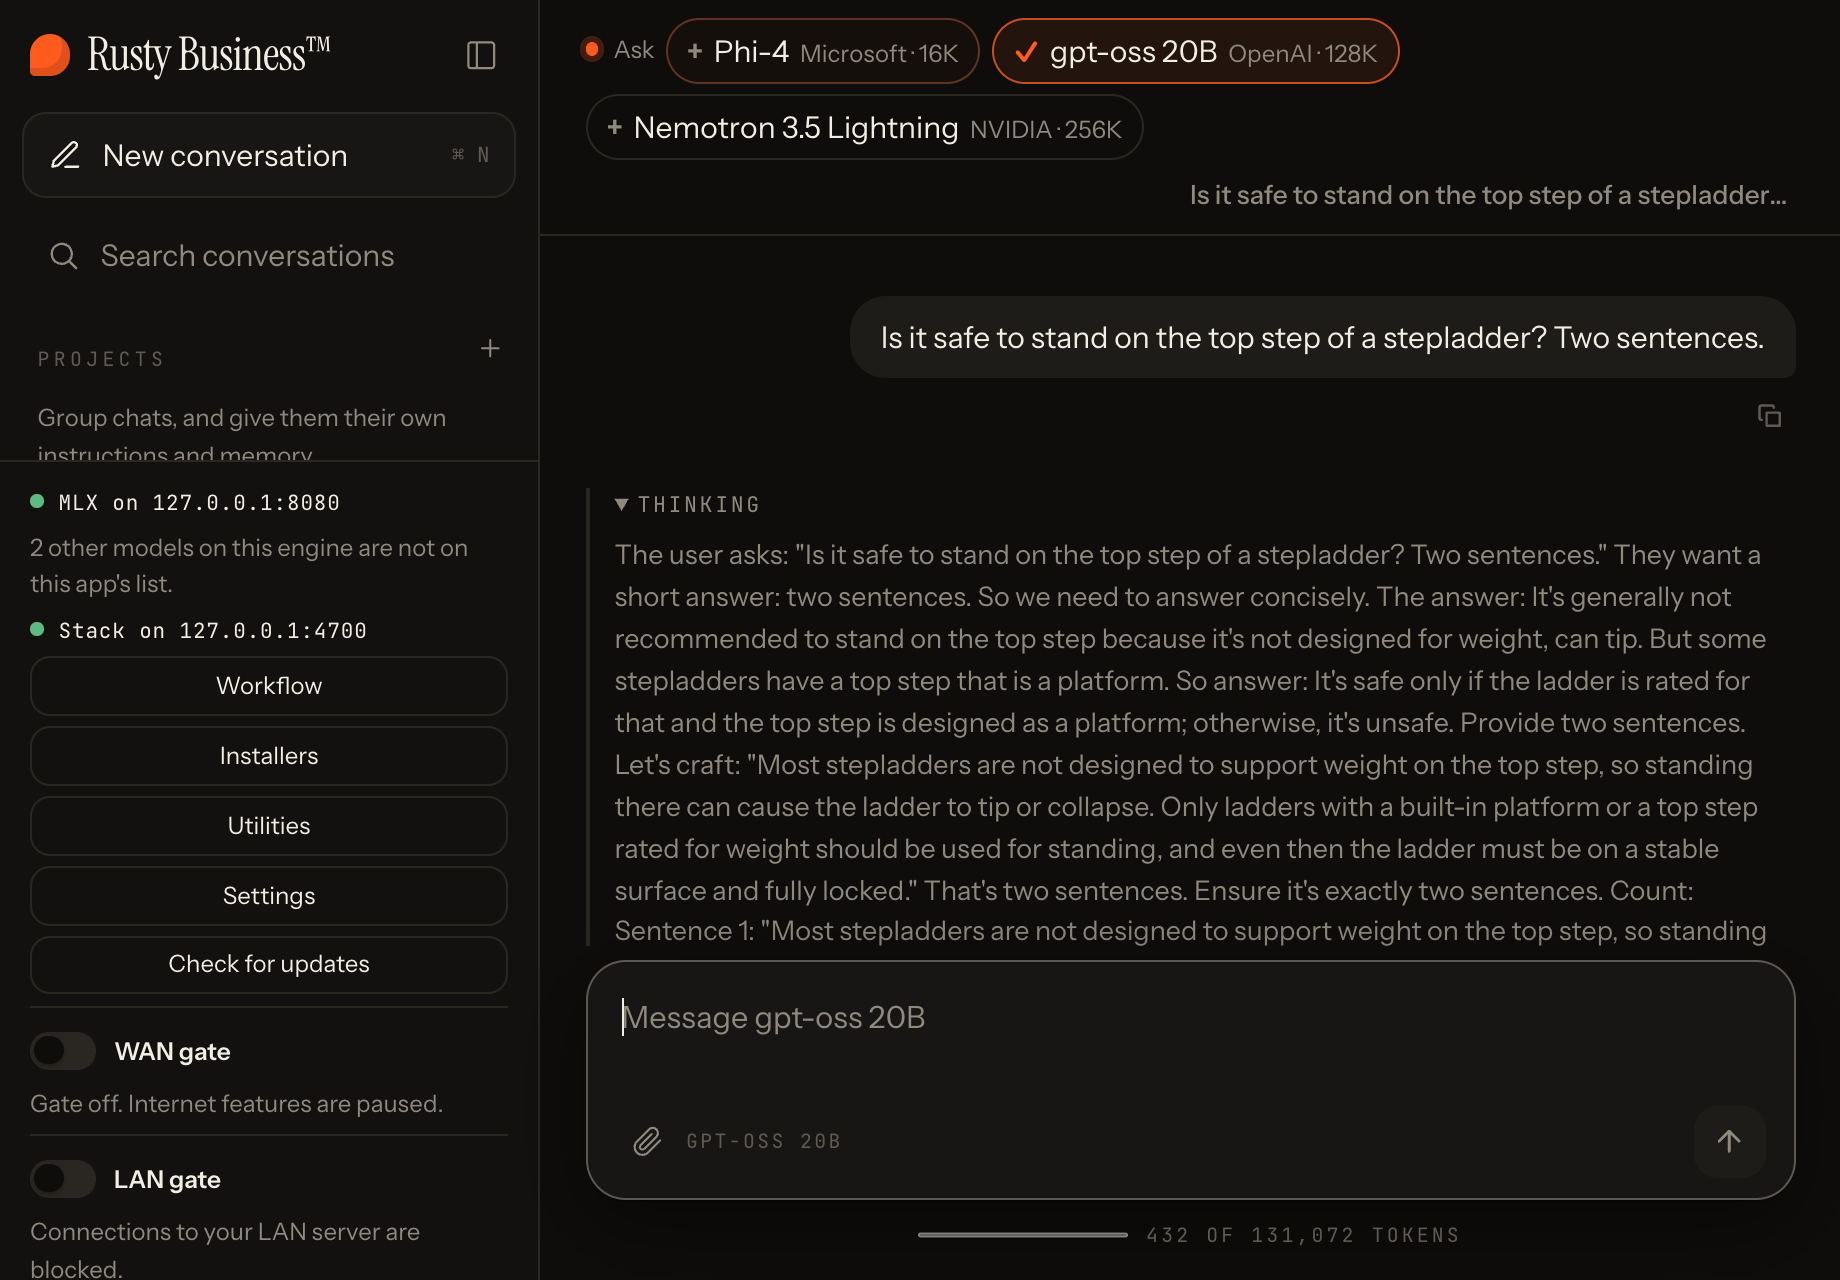 Rusty Business™
New conversation ⌘ N
Search conversations
PROJECTS
Group chats, and give them their own
instructions and memory.
MLX on 127.0.0.1:8080
2 other models on this engine are not on
this app's list.
Stack on 127.0.0.1:4700
Workflow
Installers
Utilities
Settings
Check for updates
WAN gate
Gate off. Internet features are paused.
LAN gate
Connections to your LAN server are
blocked.
Ask + Phi-4 Microsoft · 16K ✓ gpt-oss 20B OpenAI · 128K
+ Nemotron 3.5 Lightning NVIDIA · 256K
Is it safe to stand on the top step of a stepladder...
Is it safe to stand on the top step of a stepladder? Two sentences.
▼ THINKING
The user asks: "Is it safe to stand on the top step of a stepladder? Two sentences." They want a
short answer: two sentences. So we need to answer concisely. The answer: It's generally not
recommended to stand on the top step because it's not designed for weight, can tip. But some
stepladders have a top step that is a platform. So answer: It's safe only if the ladder is rated for
that and the top step is designed as a platform; otherwise, it's unsafe. Provide two sentences.
Let's craft: "Most stepladders are not designed to support weight on the top step, so standing
there can cause the ladder to tip or collapse. Only ladders with a built-in platform or a top step
rated for weight should be used for standing, and even then the ladder must be on a stable
surface and fully locked." That's two sentences. Ensure it's exactly two sentences. Count:
Sentence 1: "Most stepladders are not designed to support weight on the top step, so standing
Message gpt-oss 20B
GPT-OSS 20B
432 OF 131,072 TOKENS